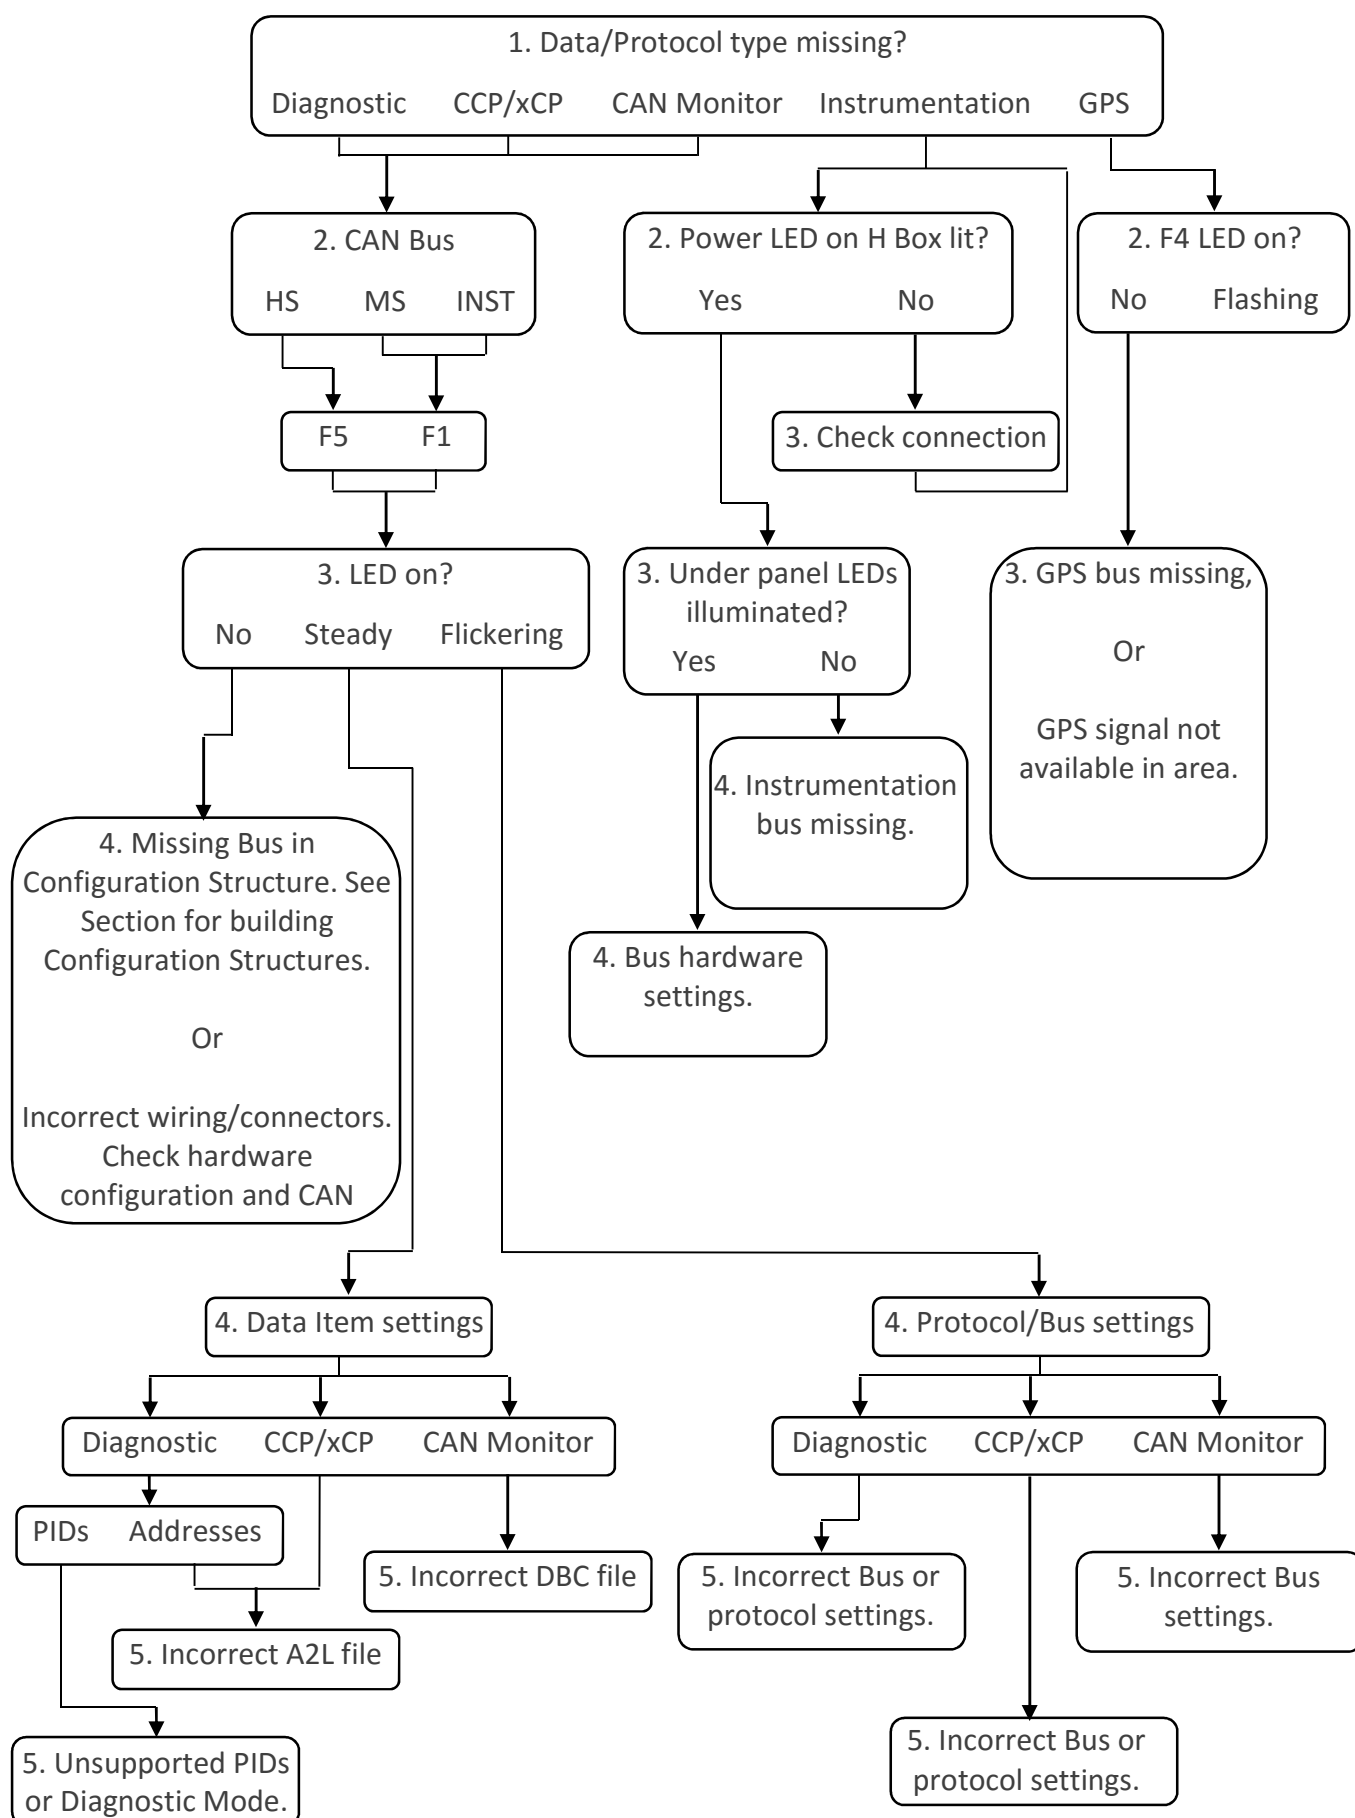 1. Data/Protocol type missing?
Diagnostic CCP/xCP CAN Monitor Instrumentation GPS
2. CAN Bus
HS MS INST
F5 F1
3. LED on?
No Steady Flickering
2. Power LED on H Box lit?
Yes No
3. Check connection
3. Under panel LEDs
illuminated?
Yes No
4. Instrumentation
bus missing.
4. Bus hardware
settings.
2. F4 LED on?
No Flashing
3. GPS bus missing,
Or
GPS signal not
available in area.
4. Missing Bus in
Configuration Structure. See
Section for building
Configuration Structures.
Or
Incorrect wiring/connectors.
Check hardware
configuration and CAN
4. Data Item settings
Diagnostic CCP/xCP CAN Monitor
PIDs Addresses
5. Incorrect DBC file
5. Incorrect A2L file
5. Unsupported PIDs
or Diagnostic Mode.
4. Protocol/Bus settings
Diagnostic CCP/xCP CAN Monitor
5. Incorrect Bus or
protocol settings.
5. Incorrect Bus
settings.
5. Incorrect Bus or
protocol settings.